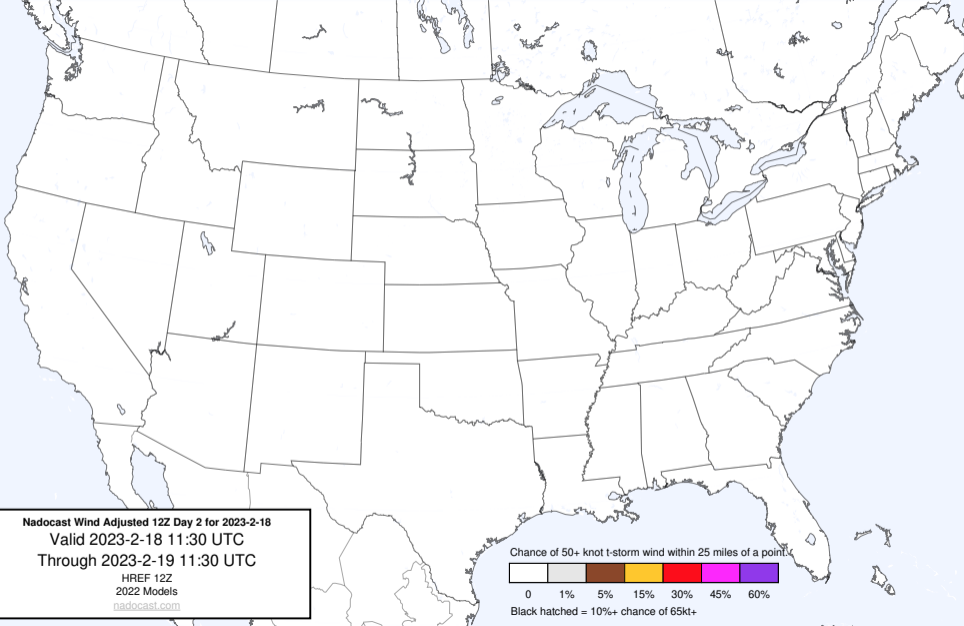 Nadocast Wind Adjusted 12Z Day 2 for 2023-2-18
Valid 2023-2-18 11:30 UTC
Through 2023-2-19 11:30 UTC
HREF 12Z
2022 Models
nadocast.com
Chance of 50+ knot t-storm wind within 25 miles of a point.
0 1% 5% 15% 30% 45% 60%
Black hatched = 10%+ chance of 65kt+